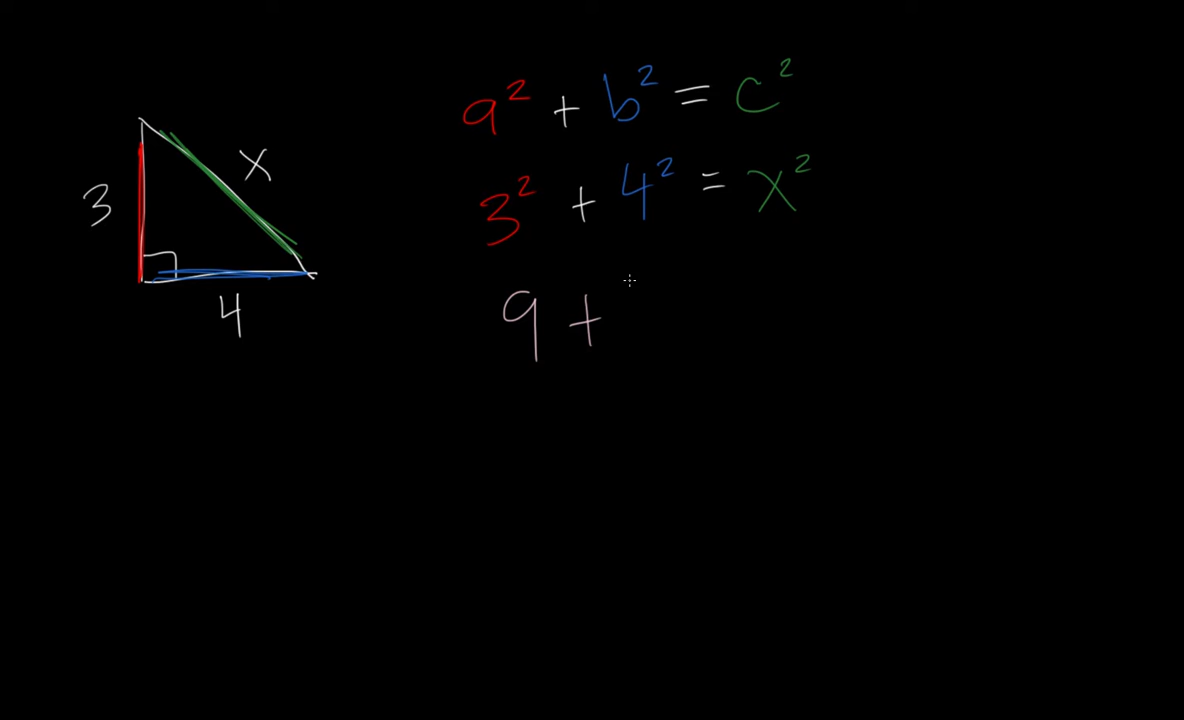 a² + b² = c²
3² + 4² = x²
9 +
3
x
4